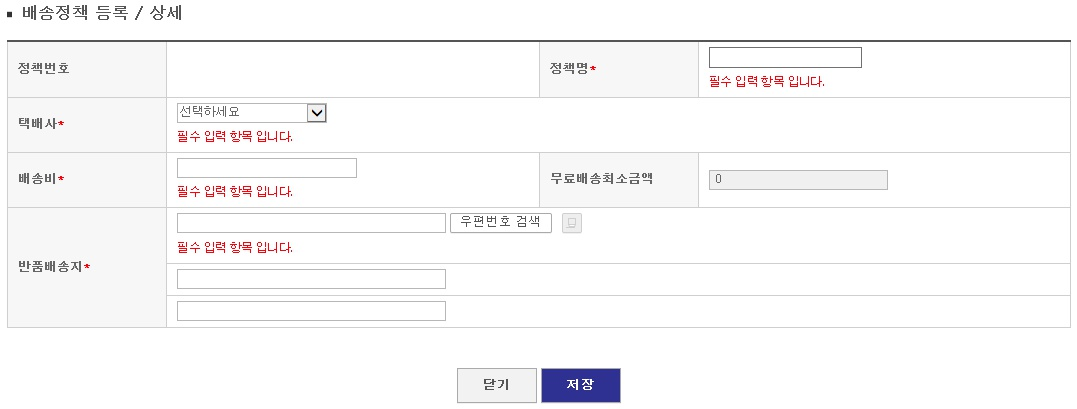 배송정책 등록 / 상세
정책번호
정책명*
필수 입력 항목 입니다.
택배사*
선택하세요
필수 입력 항목 입니다.
배송비*
필수 입력 항목 입니다.
무료배송최소금액
0
반품배송지*
우편번호 검색
필수 입력 항목 입니다.
닫기
저장